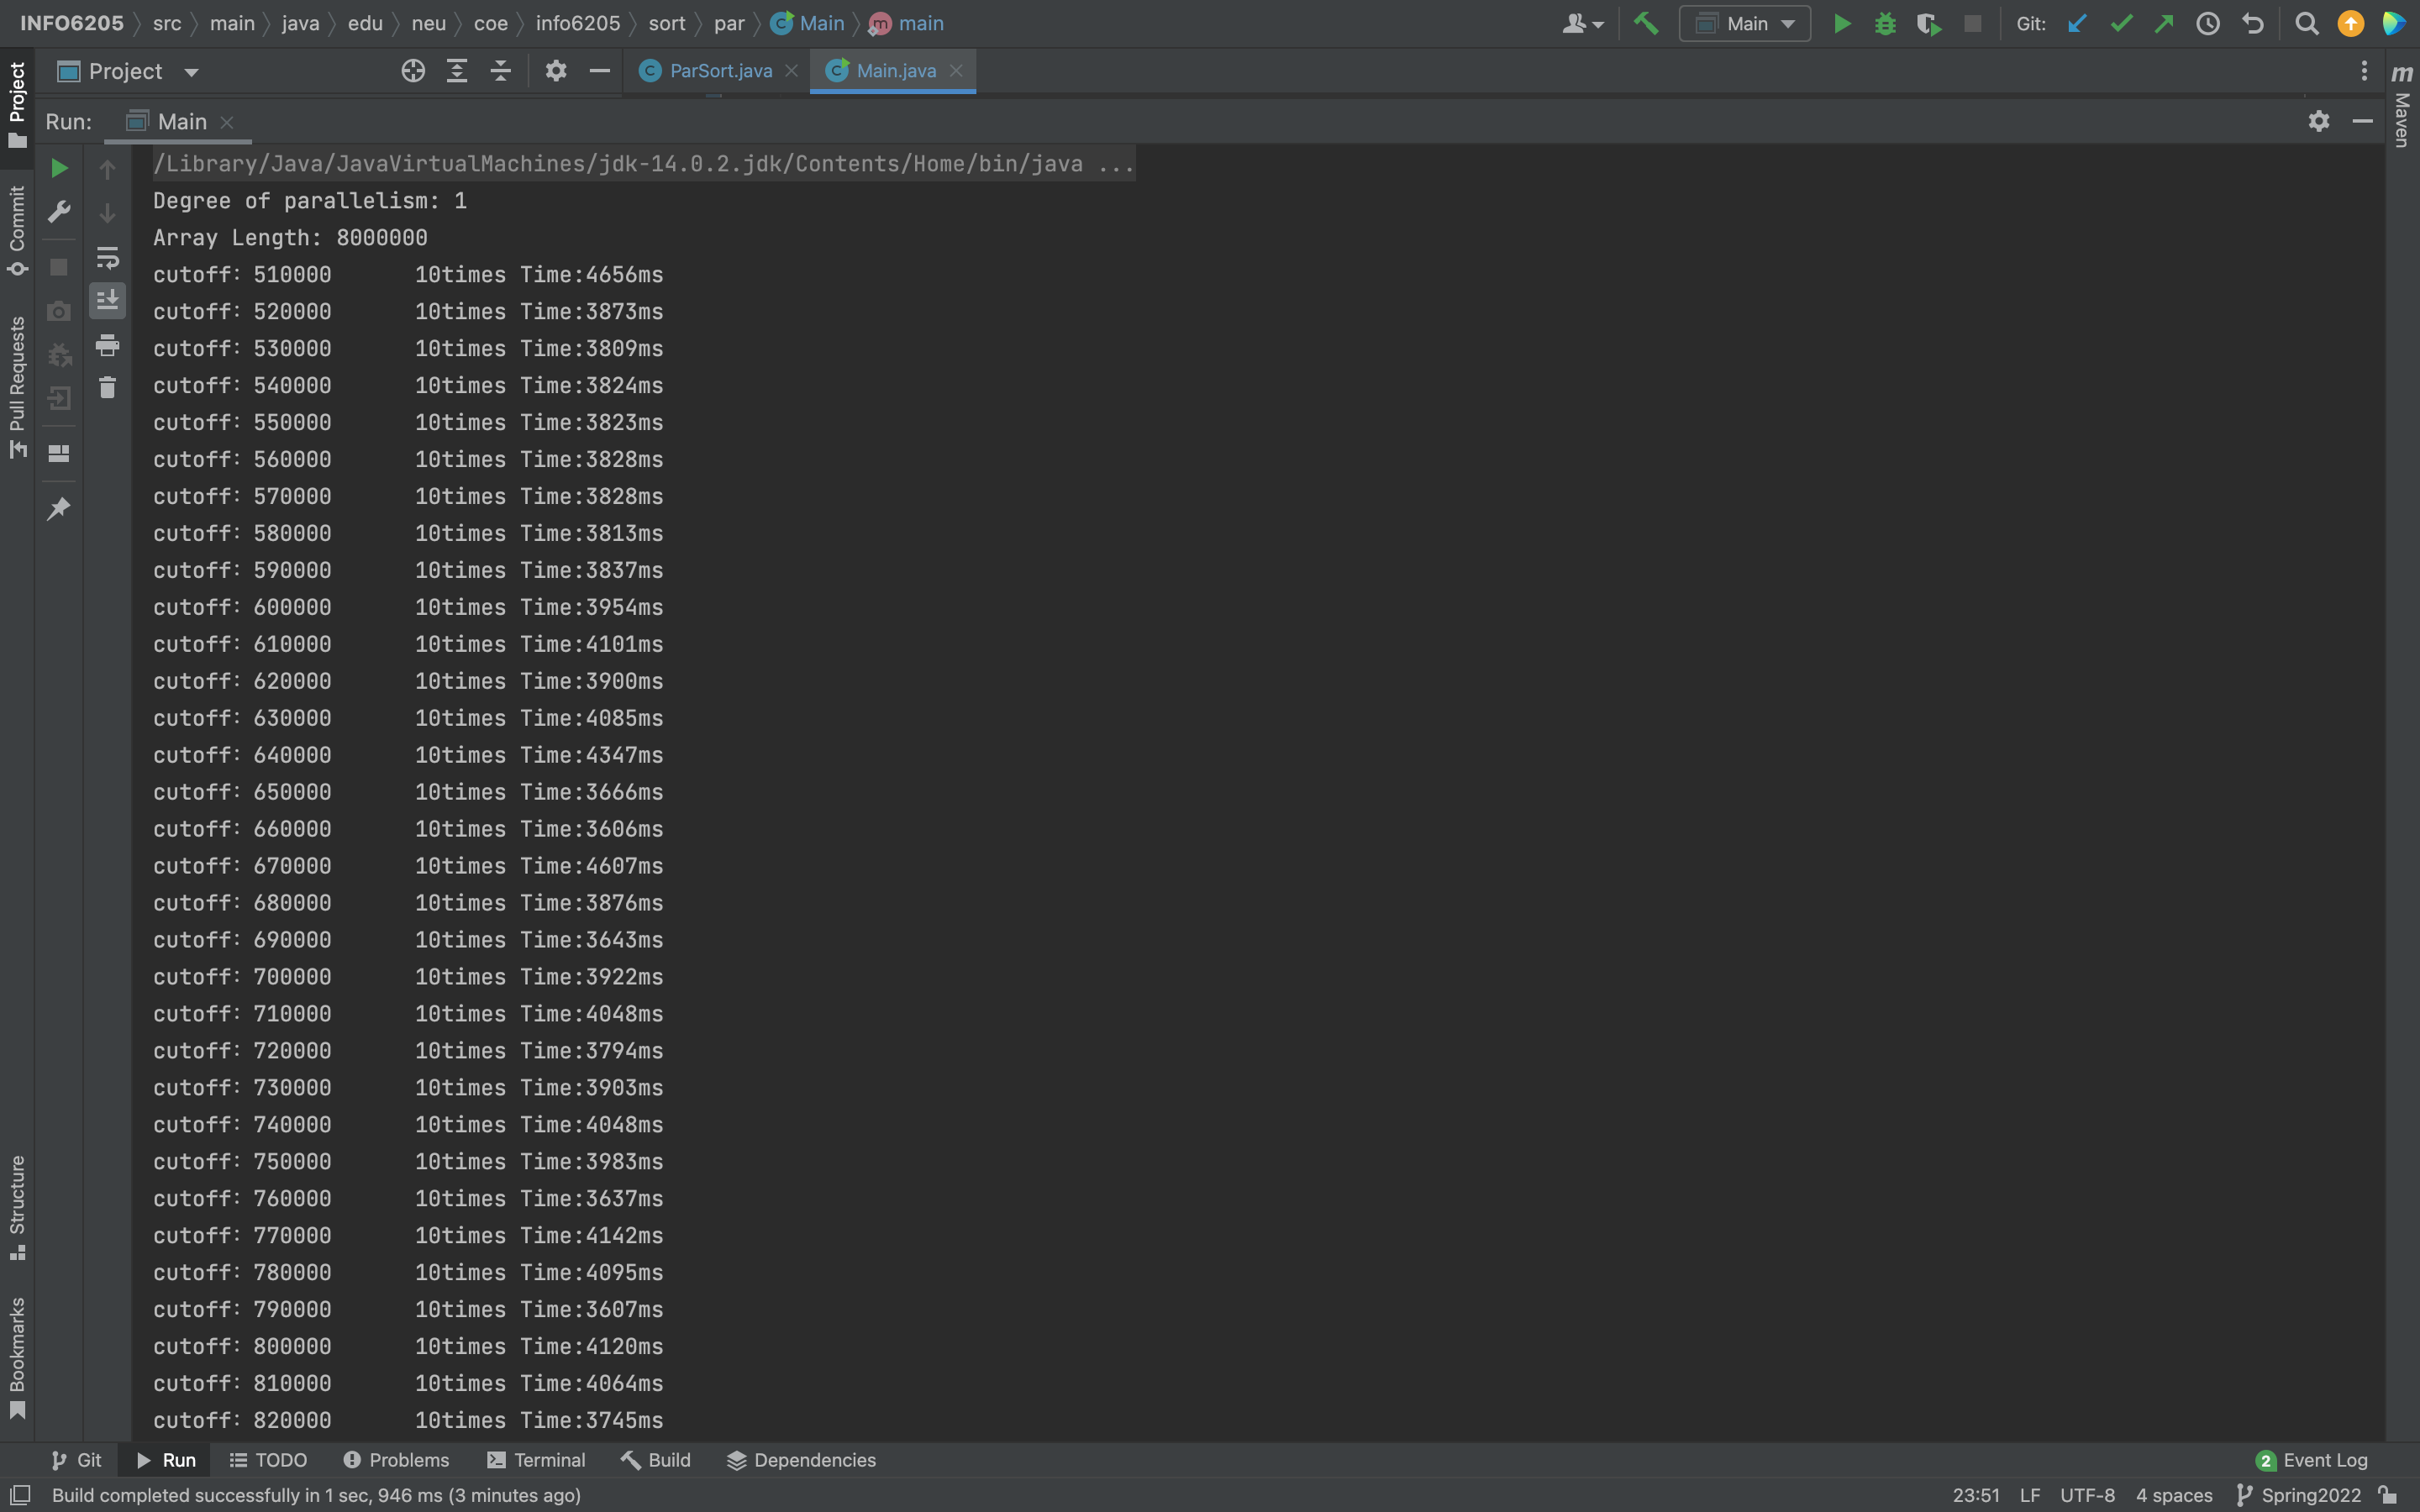 INFO6205 src main java edu neu coe info6205 sort par Main main Main Git:
Project ParSort.java Main.java
Run: Main
/Library/Java/JavaVirtualMachines/jdk-14.0.2.jdk/Contents/Home/bin/java ...
Degree of parallelism: 1
Array Length: 8000000
cutoff: 510000 10times Time:4656ms
cutoff: 520000 10times Time:3873ms
cutoff: 530000 10times Time:3809ms
cutoff: 540000 10times Time:3824ms
cutoff: 550000 10times Time:3823ms
cutoff: 560000 10times Time:3828ms
cutoff: 570000 10times Time:3828ms
cutoff: 580000 10times Time:3813ms
cutoff: 590000 10times Time:3837ms
cutoff: 600000 10times Time:3954ms
cutoff: 610000 10times Time:4101ms
cutoff: 620000 10times Time:3900ms
cutoff: 630000 10times Time:4085ms
cutoff: 640000 10times Time:4347ms
cutoff: 650000 10times Time:3666ms
cutoff: 660000 10times Time:3606ms
cutoff: 670000 10times Time:4607ms
cutoff: 680000 10times Time:3876ms
cutoff: 690000 10times Time:3643ms
cutoff: 700000 10times Time:3922ms
cutoff: 710000 10times Time:4048ms
cutoff: 720000 10times Time:3794ms
cutoff: 730000 10times Time:3903ms
cutoff: 740000 10times Time:4048ms
cutoff: 750000 10times Time:3983ms
cutoff: 760000 10times Time:3637ms
cutoff: 770000 10times Time:4142ms
cutoff: 780000 10times Time:4095ms
cutoff: 790000 10times Time:3607ms
cutoff: 800000 10times Time:4120ms
cutoff: 810000 10times Time:4064ms
cutoff: 820000 10times Time:3745ms
Project
Commit
Pull Requests
Structure
Bookmarks
m Maven
Git Run TODO Problems Terminal Build Dependencies 2 Event Log
Build completed successfully in 1 sec, 946 ms (3 minutes ago) 23:51 LF UTF-8 4 spaces Spring2022